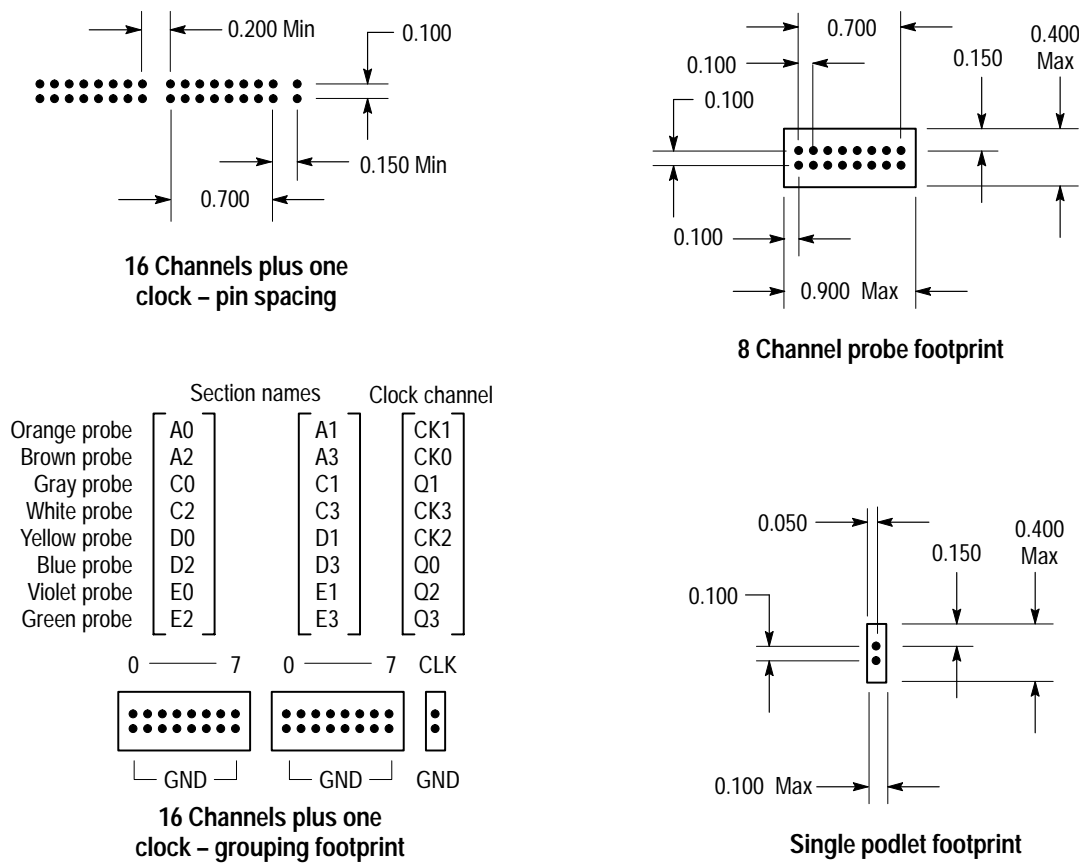 0.200 Min
0.100
0.150 Min
0.700
16 Channels plus one
clock – pin spacing
0.700
0.400
Max
0.150
0.100
0.100
0.100
0.900 Max
8 Channel probe footprint
Section names Clock channel
Orange probe A0 A1 CK1
Brown probe A2 A3 CK0
Gray probe C0 C1 Q1
White probe C2 C3 CK3
Yellow probe D0 D1 CK2
Blue probe D2 D3 Q0
Violet probe E0 E1 Q2
Green probe E2 E3 Q3
0 7 0 7 CLK
GND GND GND
16 Channels plus one
clock – grouping footprint
0.050
0.400
Max
0.150
0.100
0.100 Max
Single podlet footprint